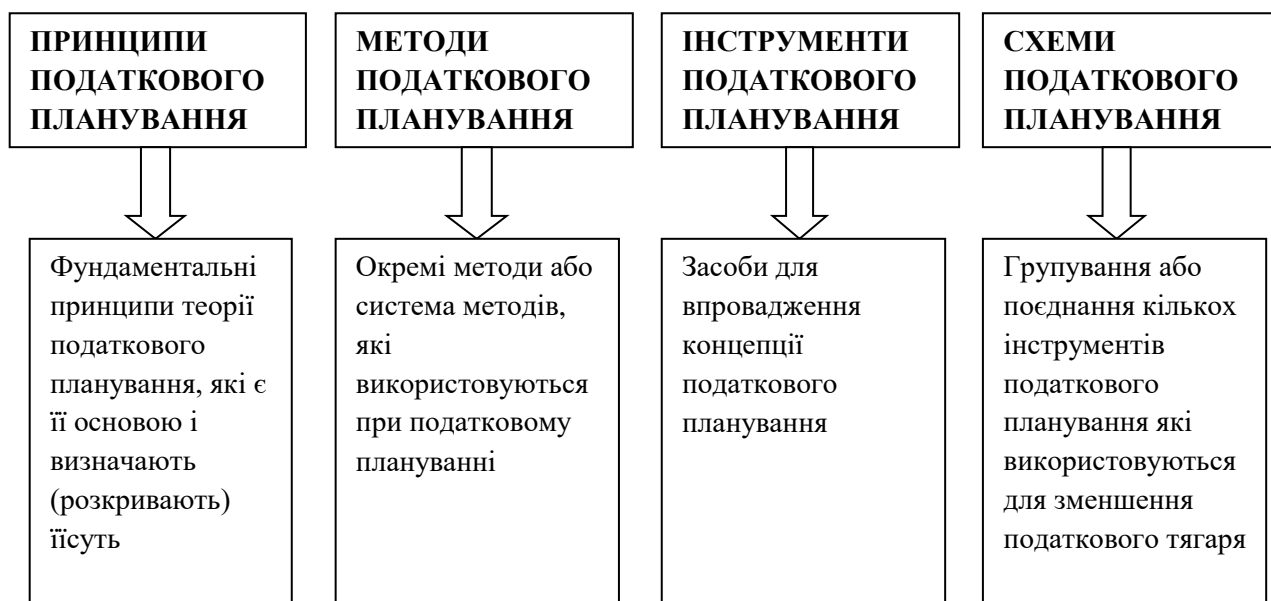 ПРИНЦИПИ
ПОДАТКОВОГО
ПЛАНУВАННЯ
МЕТОДИ
ПОДАТКОВОГО
ПЛАНУВАННЯ
ІНСТРУМЕНТИ
ПОДАТКОВОГО
ПЛАНУВАННЯ
СХЕМИ
ПОДАТКОВОГО
ПЛАНУВАННЯ
Фундаментальні
принципи теорії
податкового
планування, які є
її основою і
визначають
(розкривають)
їїсуть
Окремі методи або
система методів,
які
використовуються
при податковому
плануванні
Засоби для
впровадження
концепції
податкового
планування
Групування або
поєднання кількох
інструментів
податкового
планування які
використовуються
для зменшення
податкового тягаря